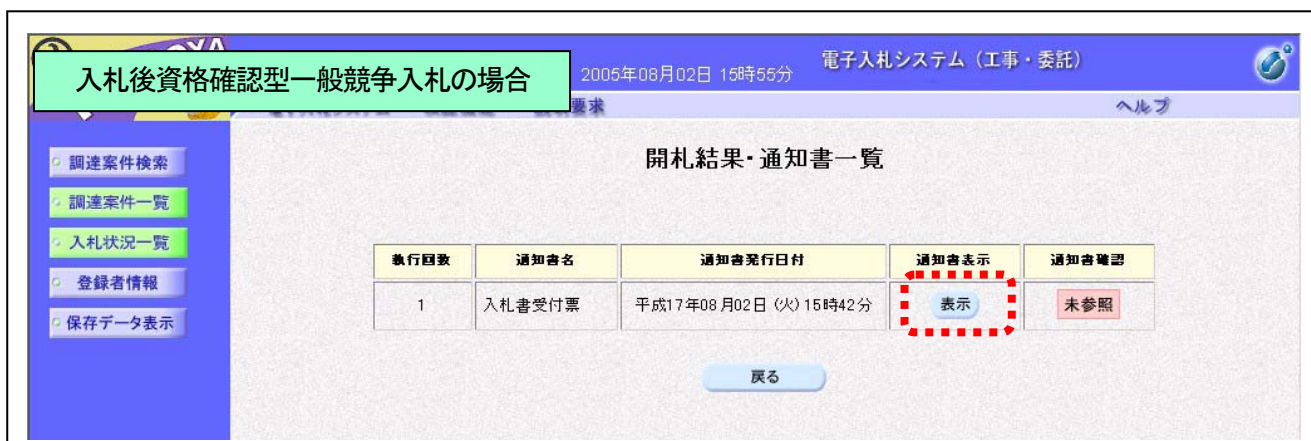 入札後資格確認型一般競争入札の場合
2005年08月02日 15時55分
電子入札システム（工事・委託）
要求
ヘルプ
調達案件検索
調達案件一覧
入札状況一覧
登録者情報
保存データ表示
開札結果・通知書一覧
執行回数 通知書名 通知書発行日付 通知書表示 通知書確認
1 入札書受付票 平成17年08月02日（火）15時42分 表示 未参照
戻る